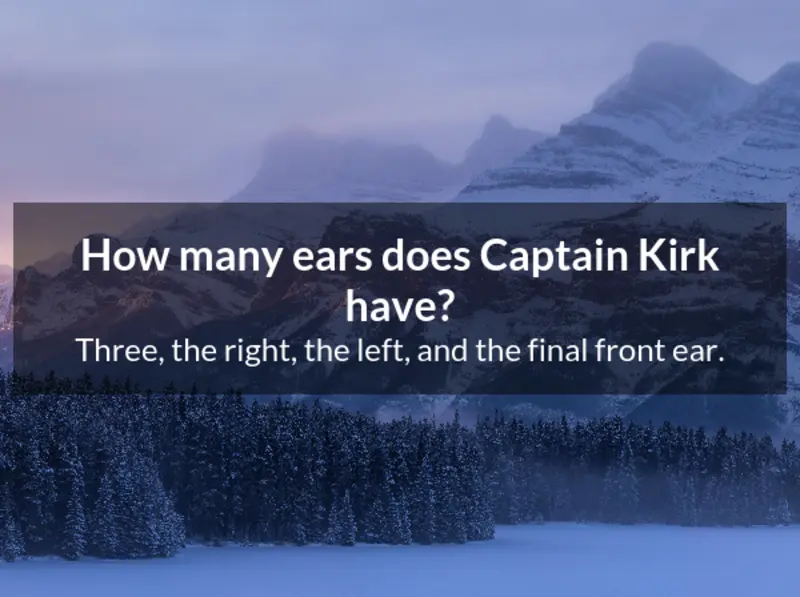 How many ears does Captain Kirk
have?
Three, the right, the left, and the final front ear.